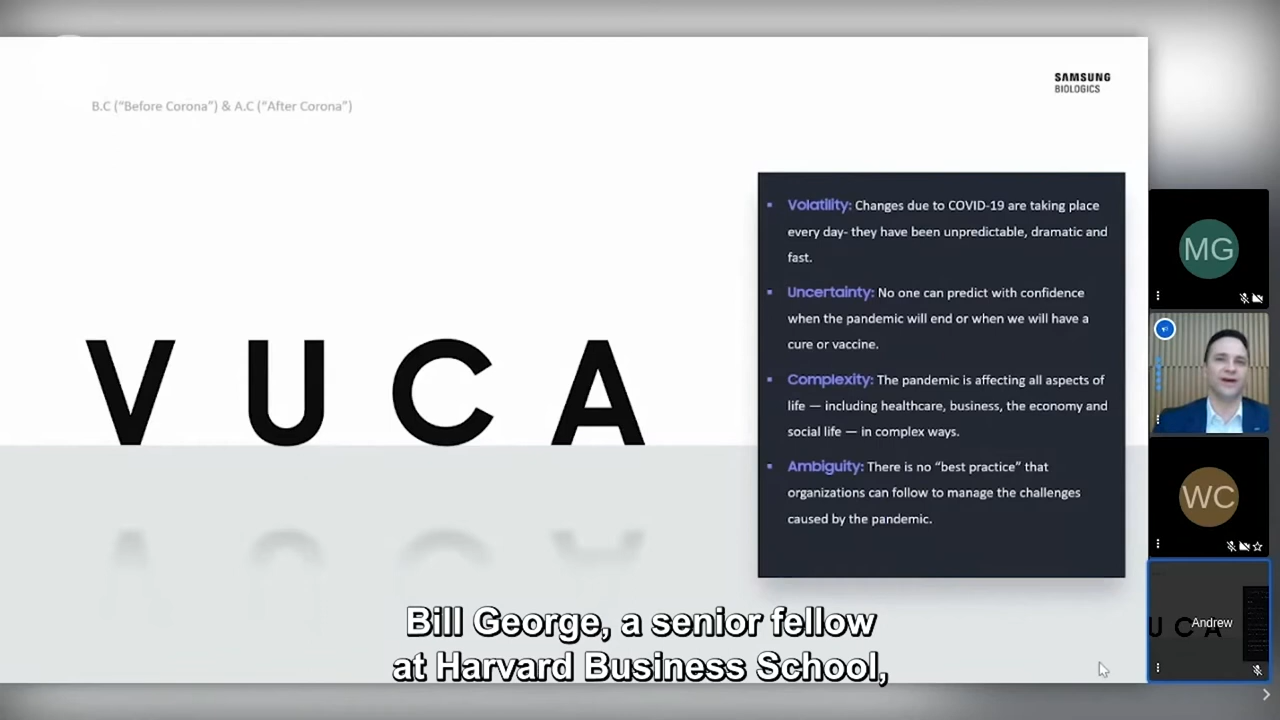 SAMSUNG
BIOLOGICS
B.C (“Before Corona”) & A.C (“After Corona”)
VUCA
▪ Volatility: Changes due to COVID-19 are taking place
every day- they have been unpredictable, dramatic and
fast.
▪ Uncertainty: No one can predict with confidence
when the pandemic will end or when we will have a
cure or vaccine.
▪ Complexity: The pandemic is affecting all aspects of
life — including healthcare, business, the economy and
social life — in complex ways.
▪ Ambiguity: There is no “best practice” that
organizations can follow to manage the challenges
caused by the pandemic.
MG
WC
U C A
Andrew
Bill George, a senior fellow
at Harvard Business School,